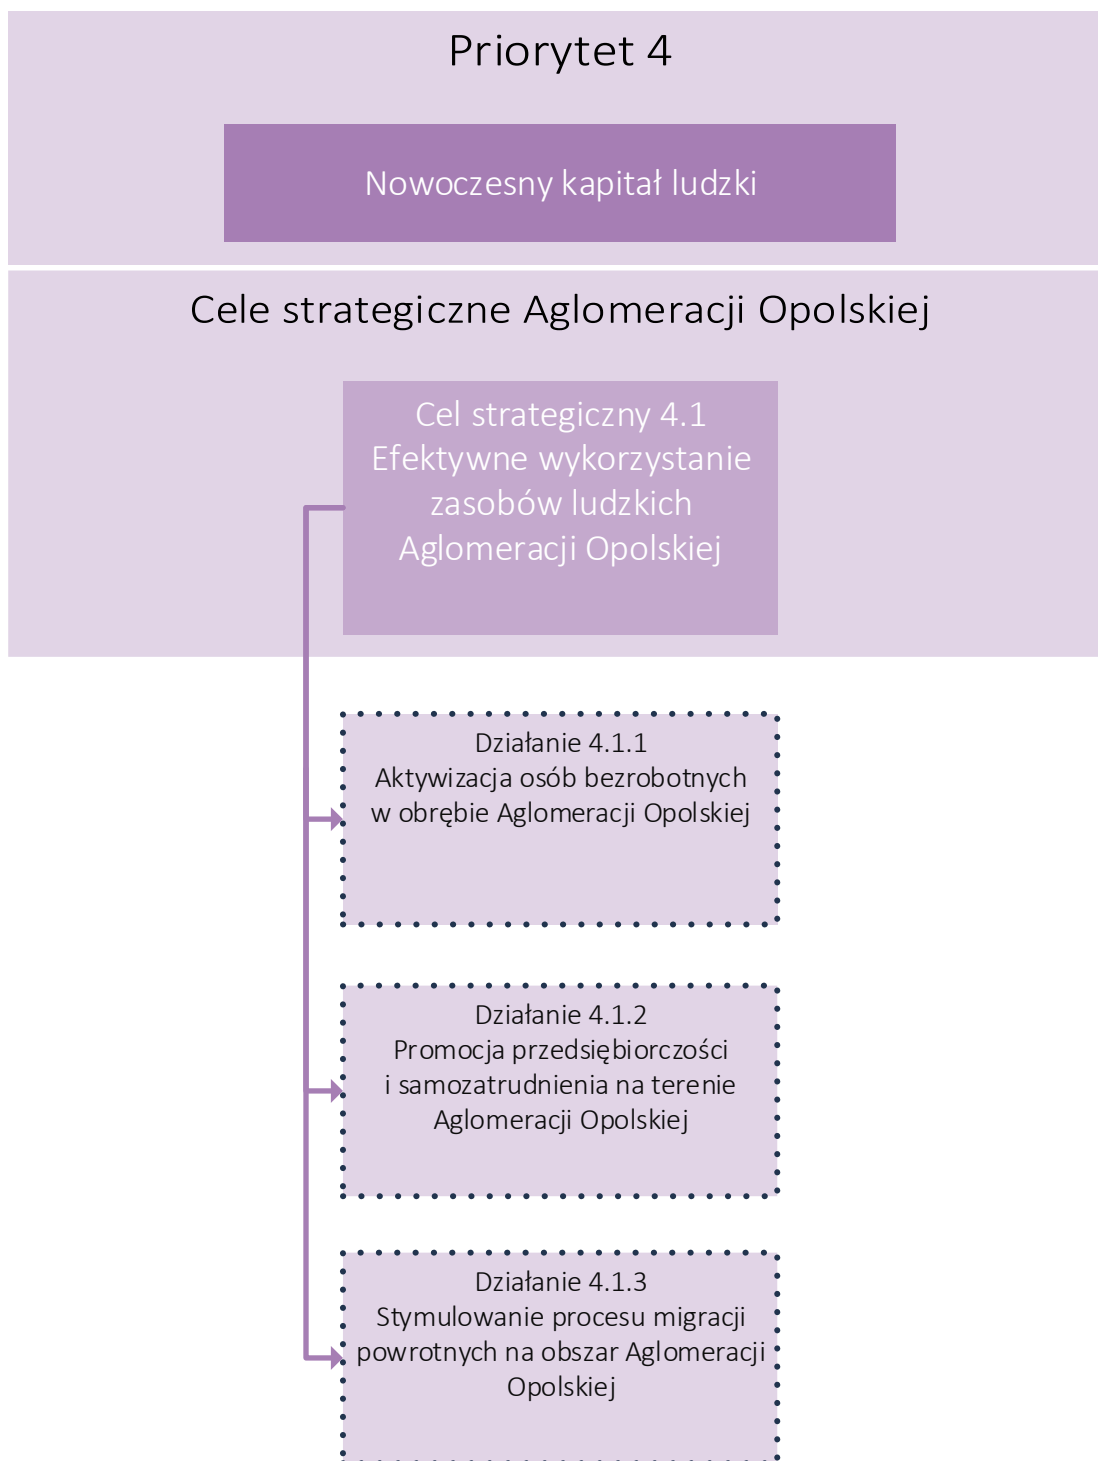 Priorytet 4
Nowoczesny kapitał ludzki
Cele strategiczne Aglomeracji Opolskiej
Cel strategiczny 4.1
Efektywne wykorzystanie
zasobów ludzkich
Aglomeracji Opolskiej
Działanie 4.1.1
Aktywizacja osób bezrobotnych
w obrębie Aglomeracji Opolskiej
Działanie 4.1.2
Promocja przedsiębiorczości
i samozatrudnienia na terenie
Aglomeracji Opolskiej
Działanie 4.1.3
Stymulowanie procesu migracji
powrotnych na obszar Aglomeracji
Opolskiej